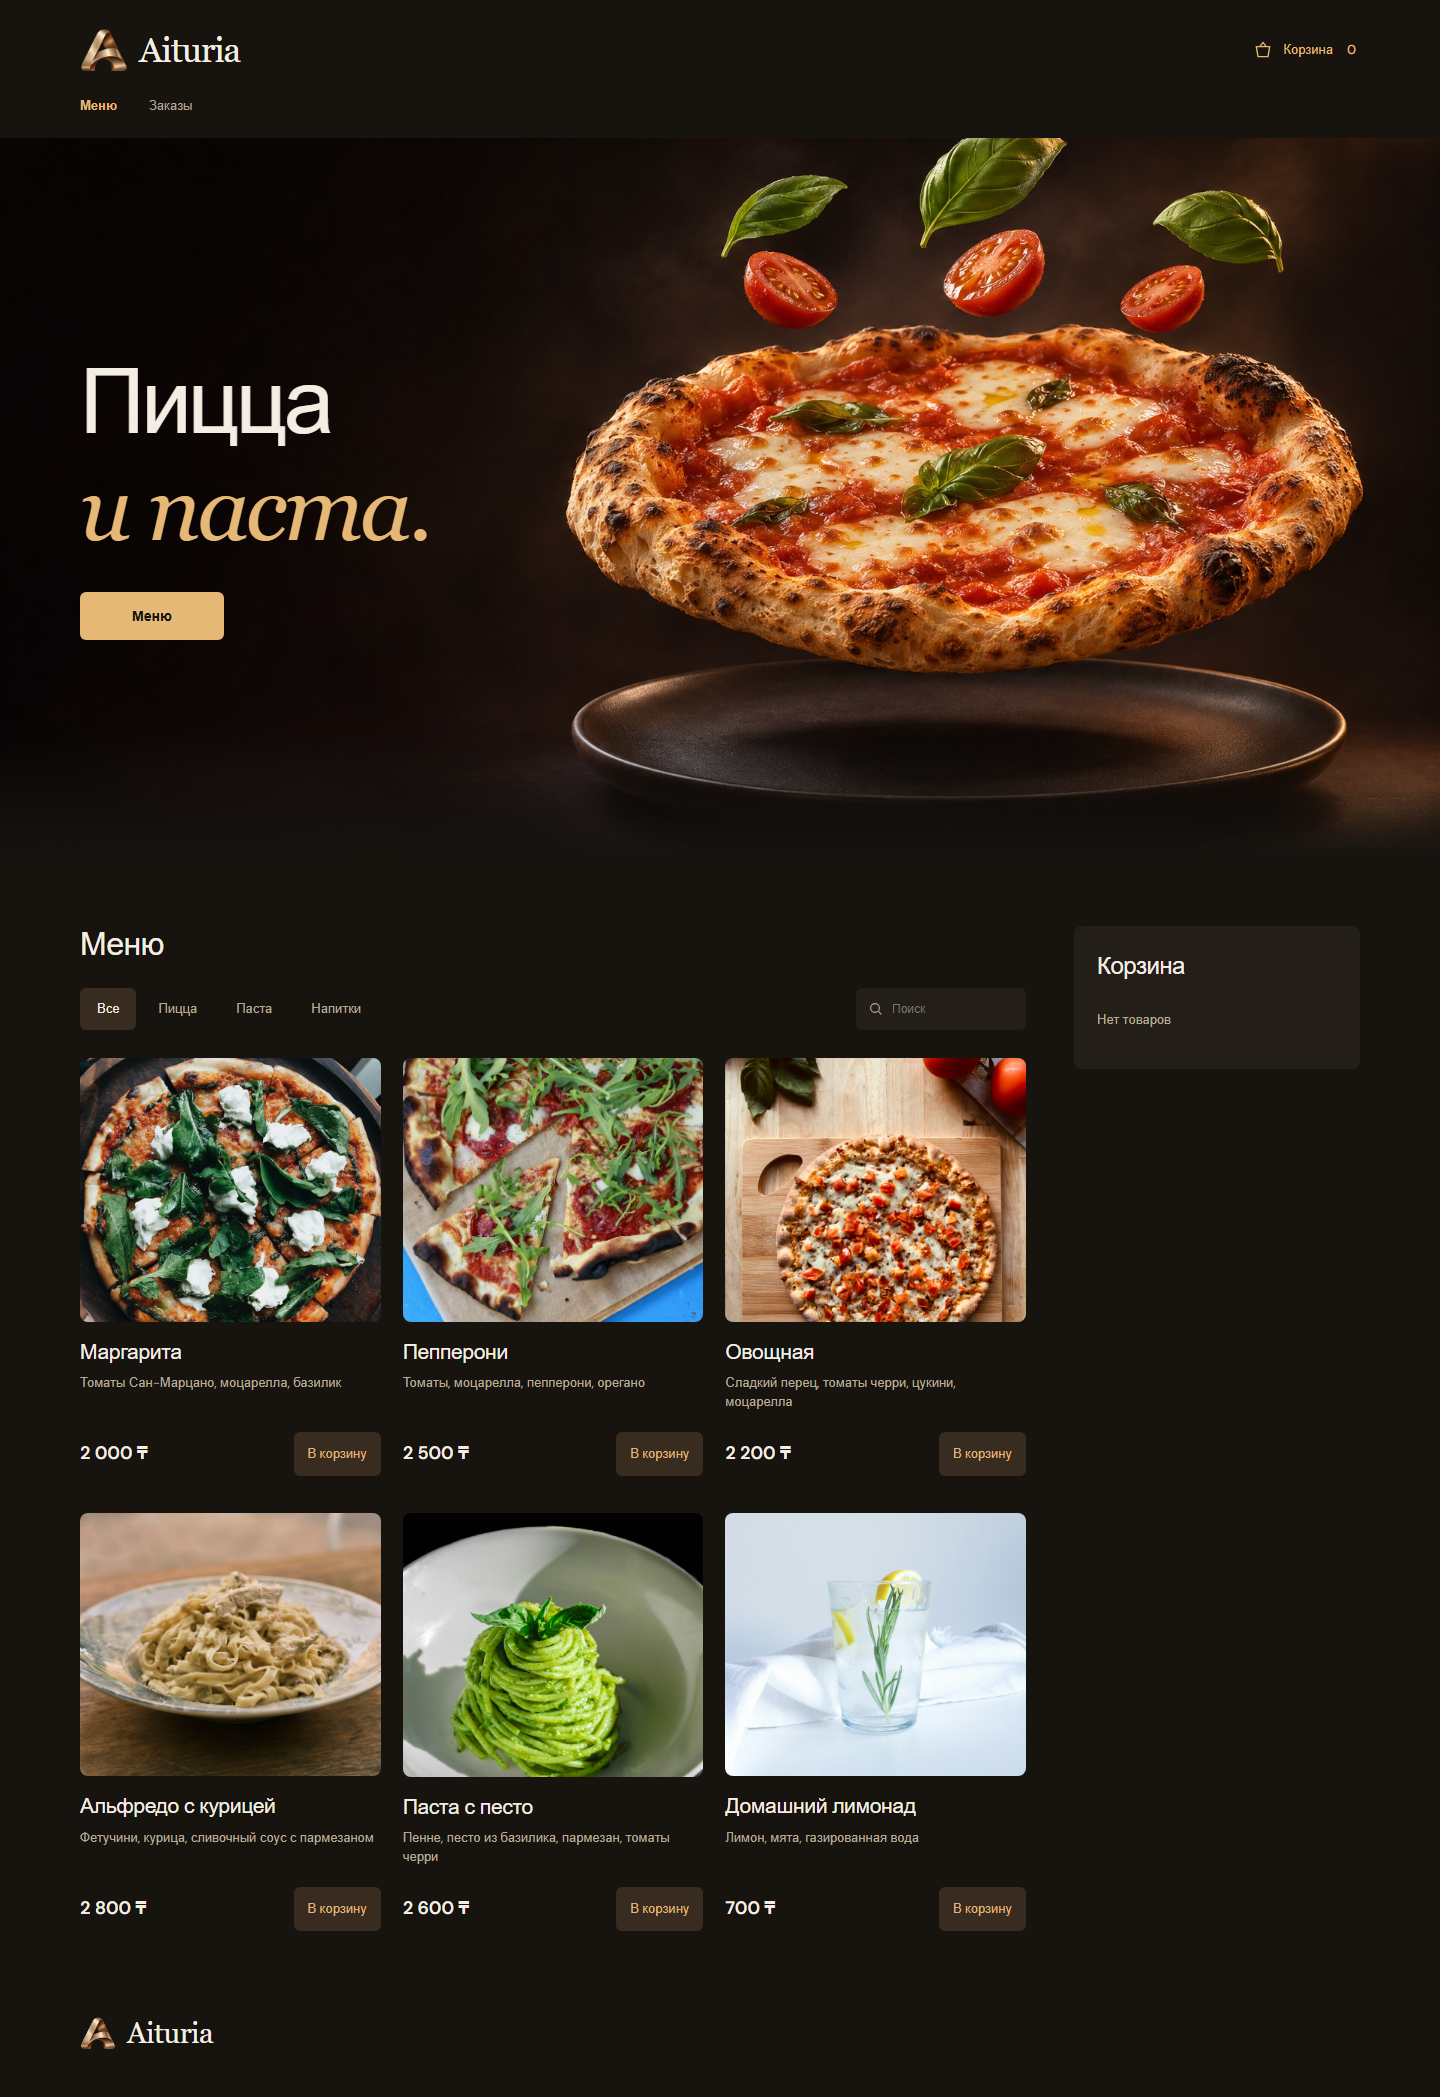 Aituria
Корзина 0
Меню Заказы
Пицца
и паста.
Меню
Меню
Корзина
Все Пицца Паста Напитки
Поиск
Нет товаров
Маргарита
Томаты Сан-Марцано, моцарелла, базилик
2 000 ₸
В корзину
Пепперони
Томаты, моцарелла, пепперони, орегано
2 500 ₸
В корзину
Овощная
Сладкий перец, томаты черри, цукини,
моцарелла
2 200 ₸
В корзину
Альфредо с курицей
Фетучини, курица, сливочный соус с пармезаном
2 800 ₸
В корзину
Паста с песто
Пенне, песто из базилика, пармезан, томаты
черри
2 600 ₸
В корзину
Домашний лимонад
Лимон, мята, газированная вода
700 ₸
В корзину
Aituria